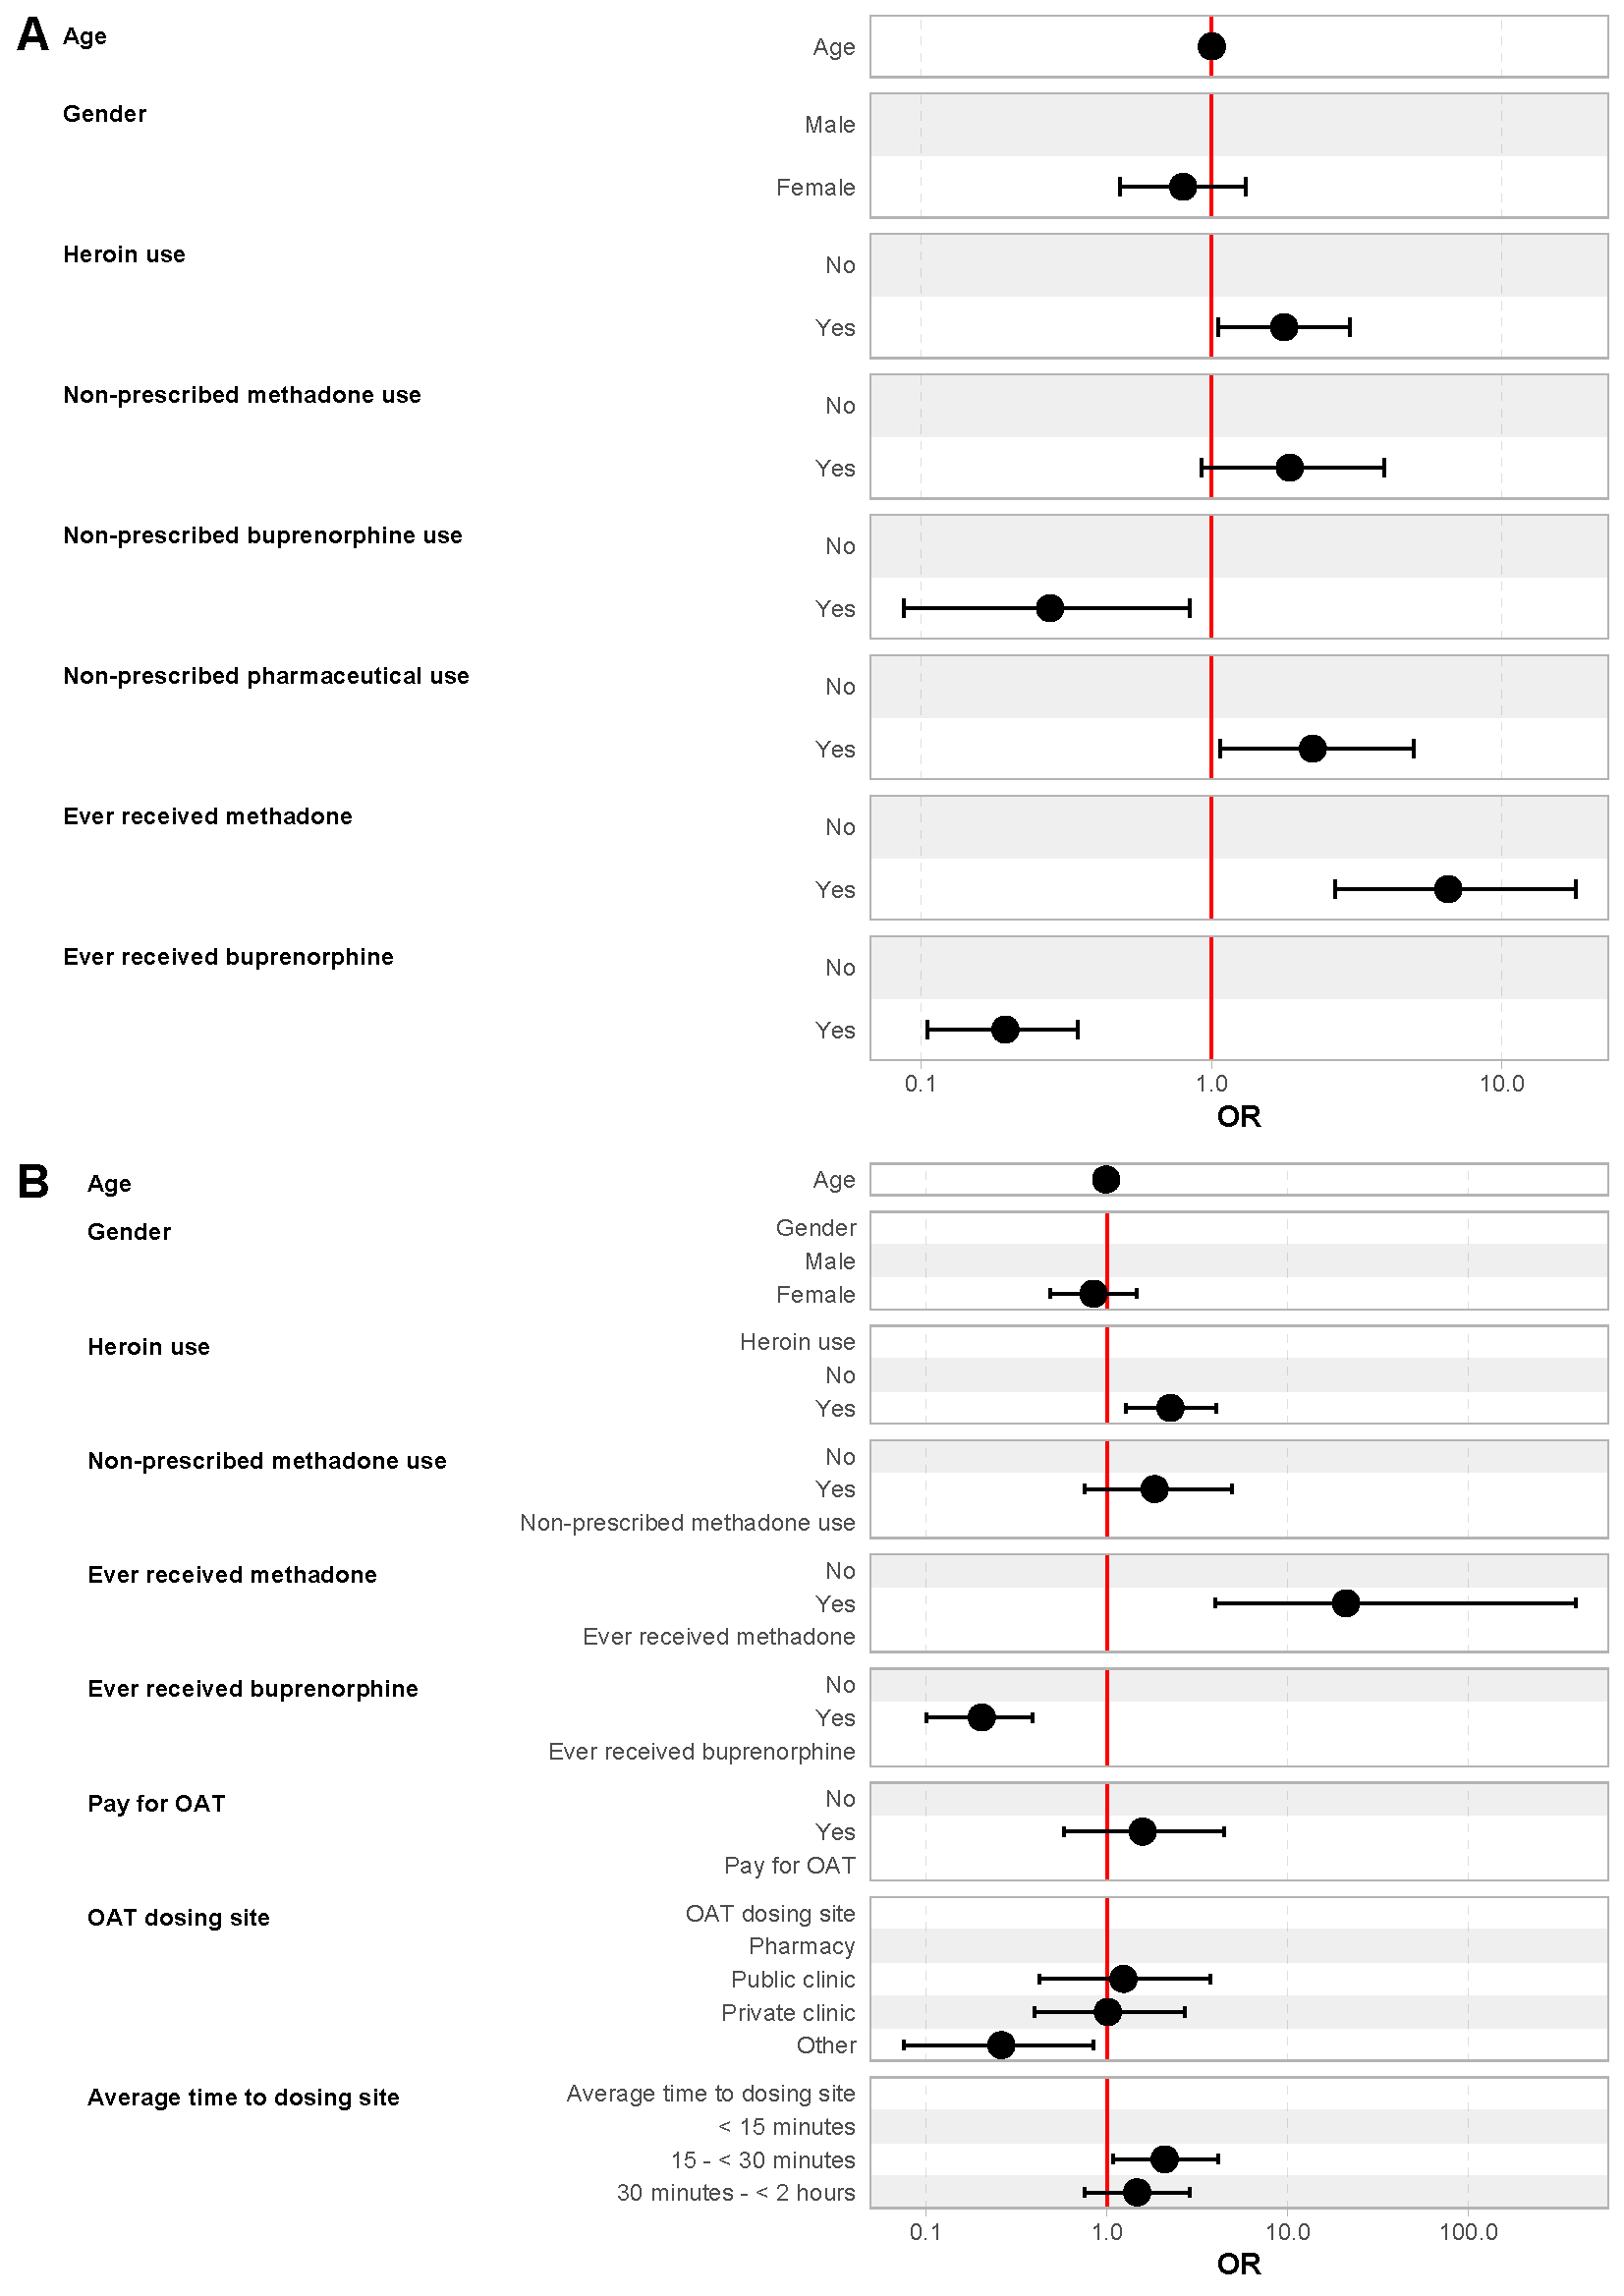 A Age Age
Gender
Male
Female
Heroin use
No
Yes
Non-prescribed methadone use
No
Yes
Non-prescribed buprenorphine use
No
Yes
Non-prescribed pharmaceutical use
No
Yes
Ever received methadone
No
Yes
Ever received buprenorphine
No
Yes
0.1 1.0 10.0
OR
B Age Age
Gender Gender
Male
Female
Heroin use Heroin use
No
Yes
Non-prescribed methadone use No
Yes
Non-prescribed methadone use
Ever received methadone No
Yes
Ever received methadone
Ever received buprenorphine No
Yes
Ever received buprenorphine
Pay for OAT No
Yes
Pay for OAT
OAT dosing site OAT dosing site
Pharmacy
Public clinic
Private clinic
Other
Average time to dosing site Average time to dosing site
< 15 minutes
15 - < 30 minutes
30 minutes - < 2 hours
0.1 1.0 10.0 100.0
OR